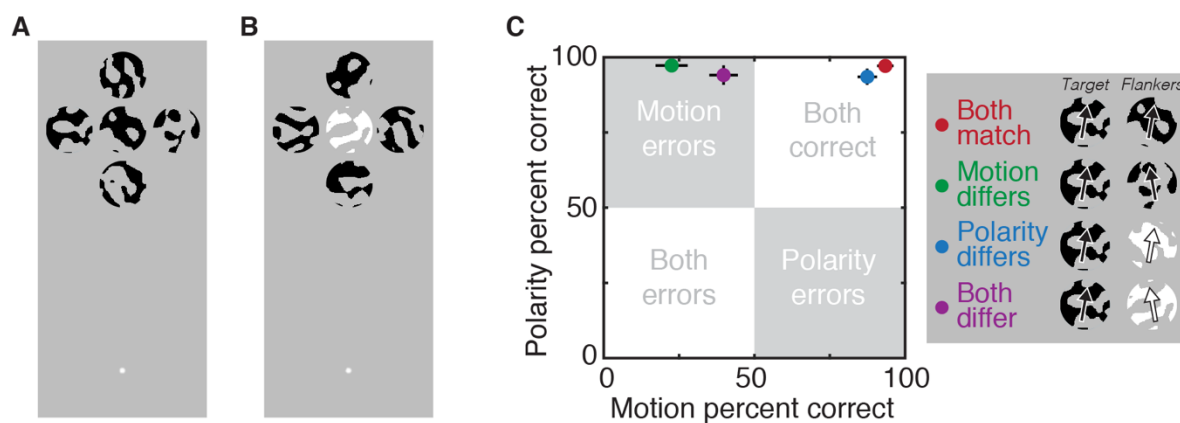 A
B
C
Polarity percent correct
100
50
0
Motion
errors
Both
correct
Both
errors
Polarity
errors
0
50
100
Motion percent correct
Target
Flankers
Both
match
Motion
differs
Polarity
differs
Both
differ